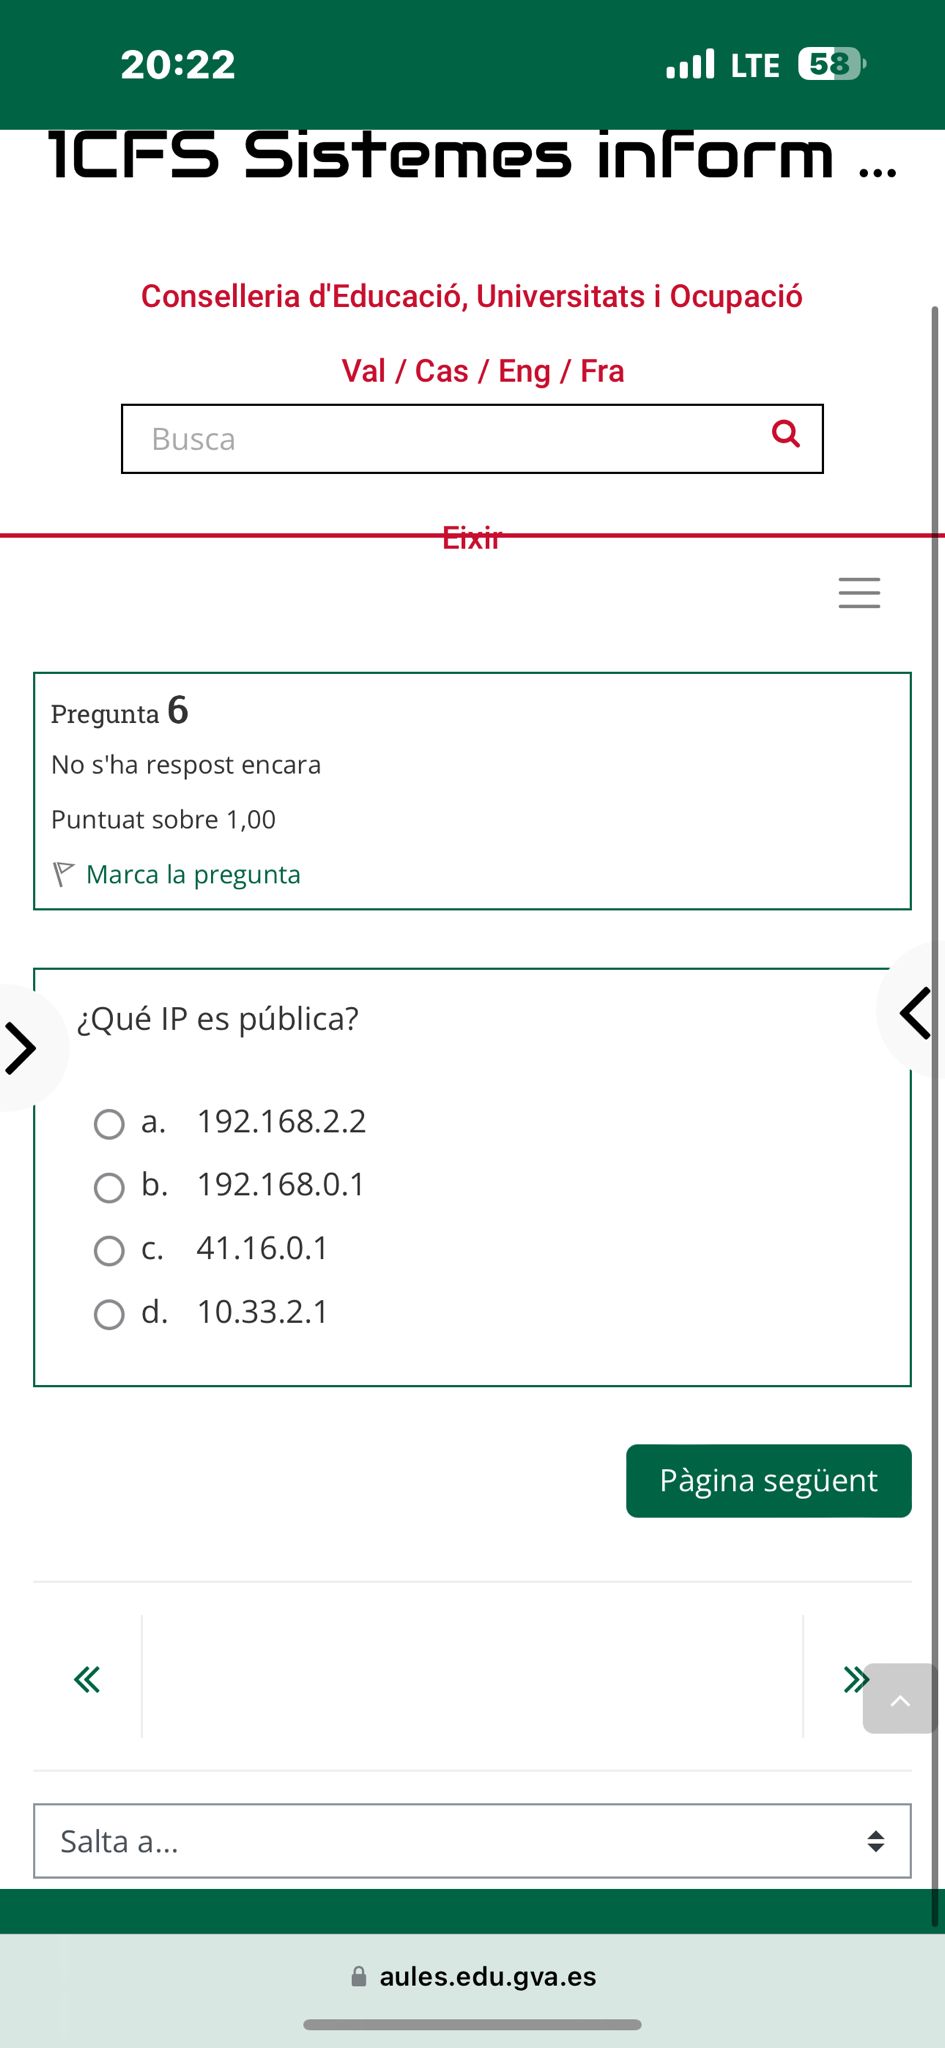 20:22
LTE 58
1CFS Sistemes inform ...
Conselleria d'Educació, Universitats i Ocupació
Val / Cas / Eng / Fra
Busca
Eixir
Pregunta 6
No s'ha respost encara
Puntuat sobre 1,00
Marca la pregunta
¿Qué IP es pública?
a. 192.168.2.2
b. 192.168.0.1
c. 41.16.0.1
d. 10.33.2.1
Pàgina següent
Salta a...
aules.edu.gva.es